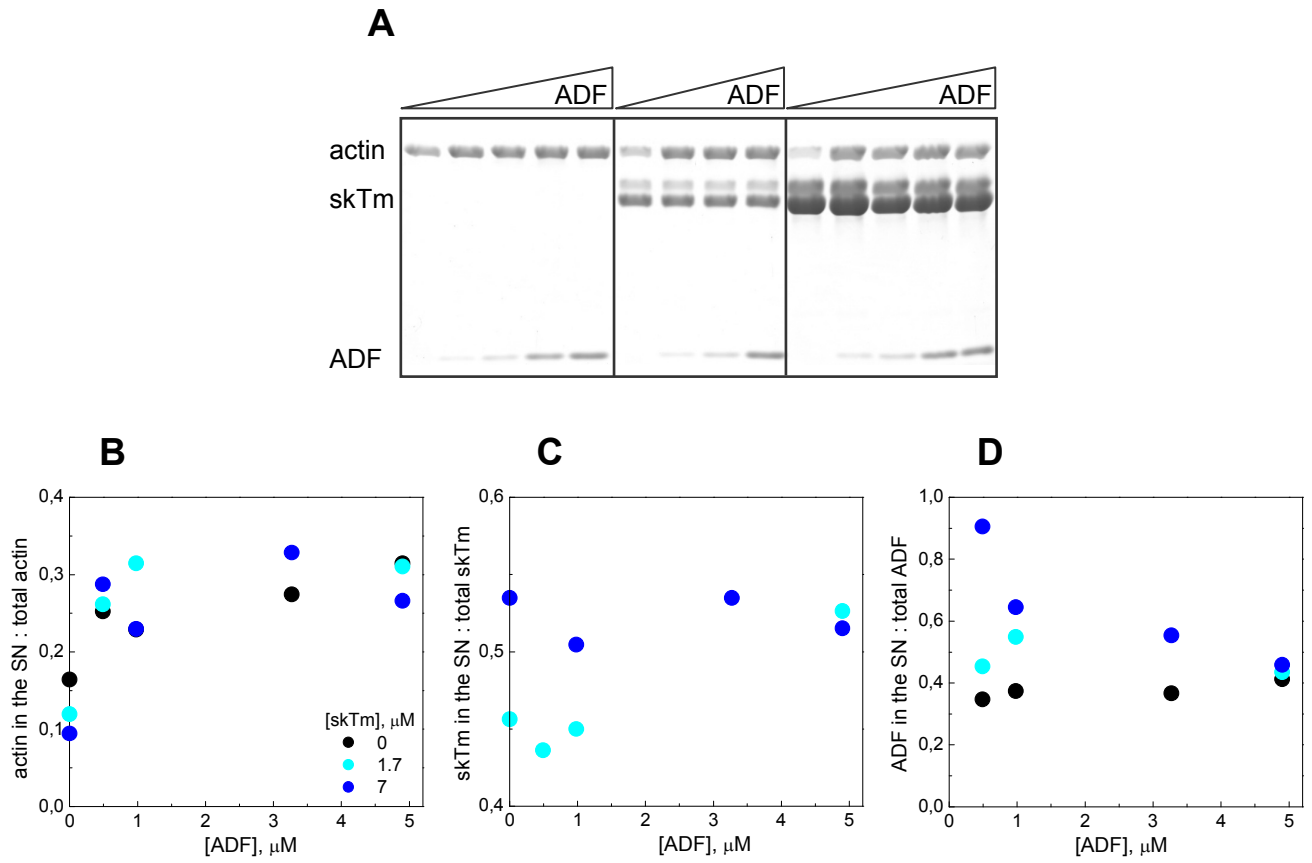 A
ADF ADF ADF
actin
skTm
ADF
B
actin in the SN : total actin
0,4
0,3
0,2
0,1
0,0
0 1 2 3 4 5
[ADF], μM
[skTm], μM
0
1.7
7
C
skTm in the SN : total skTm
0,6
0,5
0,4
0 1 2 3 4 5
[ADF], μM
D
ADF in the SN : total ADF
1,0
0,8
0,6
0,4
0,2
0,0
0 1 2 3 4 5
[ADF], μM